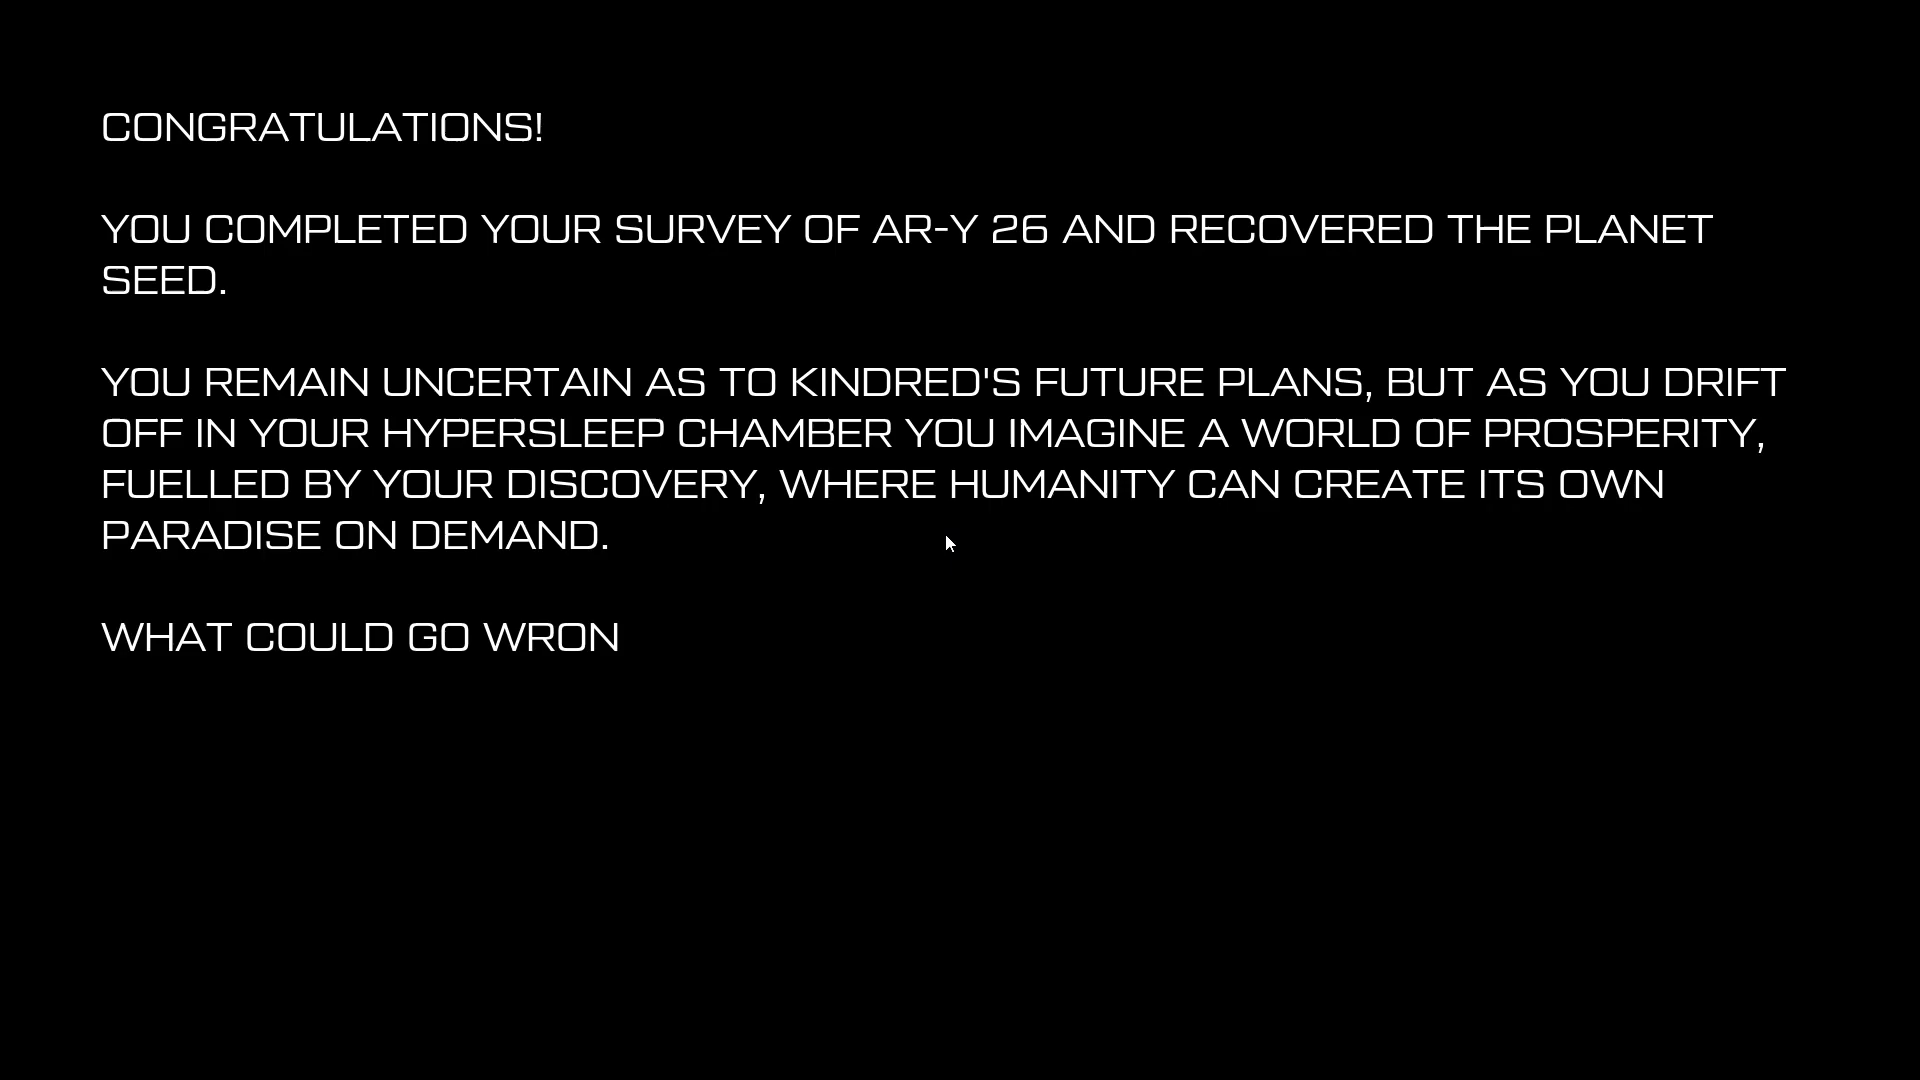 CONGRATULATIONS!
YOU COMPLETED YOUR SURVEY OF AR-Y 26 AND RECOVERED THE PLANET
SEED.
YOU REMAIN UNCERTAIN AS TO KINDRED'S FUTURE PLANS, BUT AS YOU DRIFT
OFF IN YOUR HYPERSLEEP CHAMBER YOU IMAGINE A WORLD OF PROSPERITY,
FUELLED BY YOUR DISCOVERY, WHERE HUMANITY CAN CREATE ITS OWN
PARADISE ON DEMAND.
WHAT COULD GO WRON